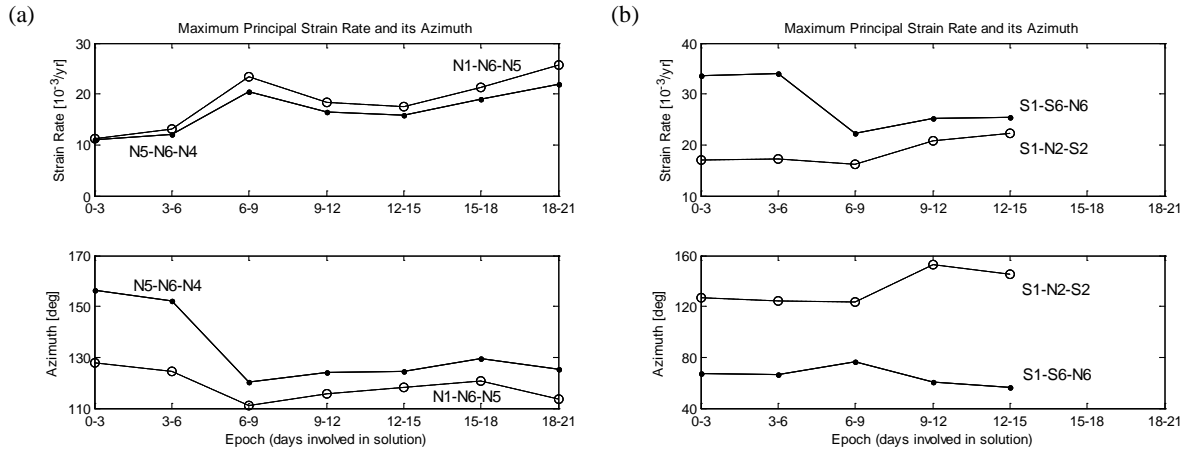 (a)
Maximum Principal Strain Rate and its Azimuth
Strain Rate [10⁻³/yr]
30
20
10
0
N1-N6-N5
N5-N6-N4
0-3 3-6 6-9 9-12 12-15 15-18 18-21
Azimuth [deg]
170
150
130
110
N5-N6-N4
N1-N6-N5
0-3 3-6 6-9 9-12 12-15 15-18 18-21
Epoch (days involved in solution)
(b)
Maximum Principal Strain Rate and its Azimuth
Strain Rate [10⁻³/yr]
40
30
20
10
S1-S6-N6
S1-N2-S2
0-3 3-6 6-9 9-12 12-15 15-18 18-21
Azimuth [deg]
160
120
80
40
S1-N2-S2
S1-S6-N6
0-3 3-6 6-9 9-12 12-15 15-18 18-21
Epoch (days involved in solution)